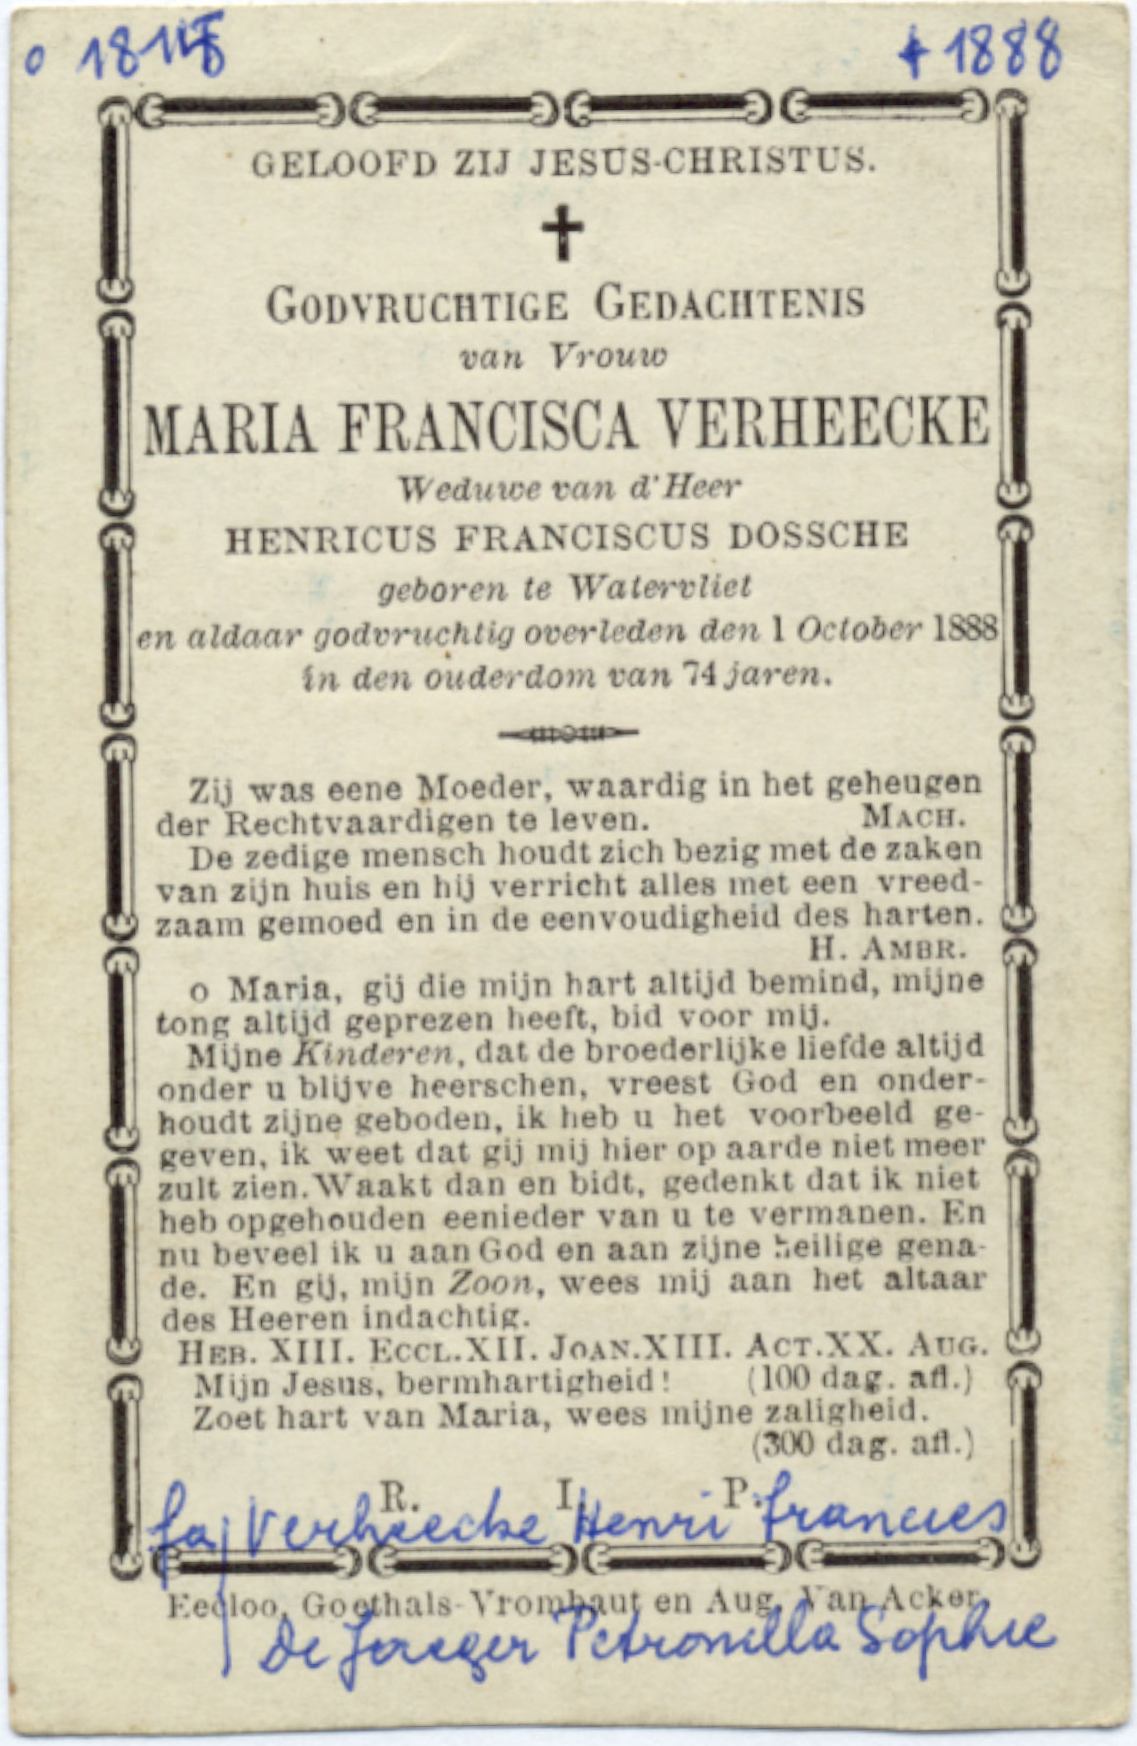 o 181
+ 1888
GELOOFD ZIJ JESUS-CHRISTUS.
GODVRUCHTIGE GEDACHTENIS
van Vrouw
MARIA FRANCISCA VERHEECKE
Weduwe van d'Heer
HENRICUS FRANCISCUS DOSSCHE
geboren te Watervliet
en aldaar godvruchtig overleden den 1 October 1888
in den ouderdom van 74 jaren.
Zij was eene Moeder, waardig in het geheugen
der Rechtvaardigen te leven. MACH.
De zedige mensch houdt zich bezig met de zaken
van zijn huis en hij verricht alles met een vreed-
zaam gemoed en in de eenvoudigheid des harten.
H. AMBR.
o Maria, gij die mijn hart altijd bemind, mijne
tong altijd geprezen heeft, bid voor mij.
Mijne Kinderen, dat de broederlijke liefde altijd
onder u blijve heerschen, vreest God en onder-
houdt zijne geboden, ik heb u het voorbeeld ge-
geven, ik weet dat gij mij hier op aarde niet meer
zult zien. Waakt dan en bidt, gedenkt dat ik niet
heb opgehouden eenieder van u te vermanen. En
nu beveel ik u aan God en aan zijne heilige gena-
de. En gij, mijn Zoon, wees mij aan het altaar
des Heeren indachtig.
HEB. XIII. ECCL. XII. JOAN. XIII. ACT. XX. AUG.
Mijn Jesus, bermhartigheid! (100 dag. afl.)
Zoet hart van Maria, wees mijne zaligheid.
(300 dag. afl.)
R. I. P.
fa Verheecke Henri francies
Eecloo, Goethals-Vrombaut en Aug. Van Acker
De Jaeger Petronilla Sophie